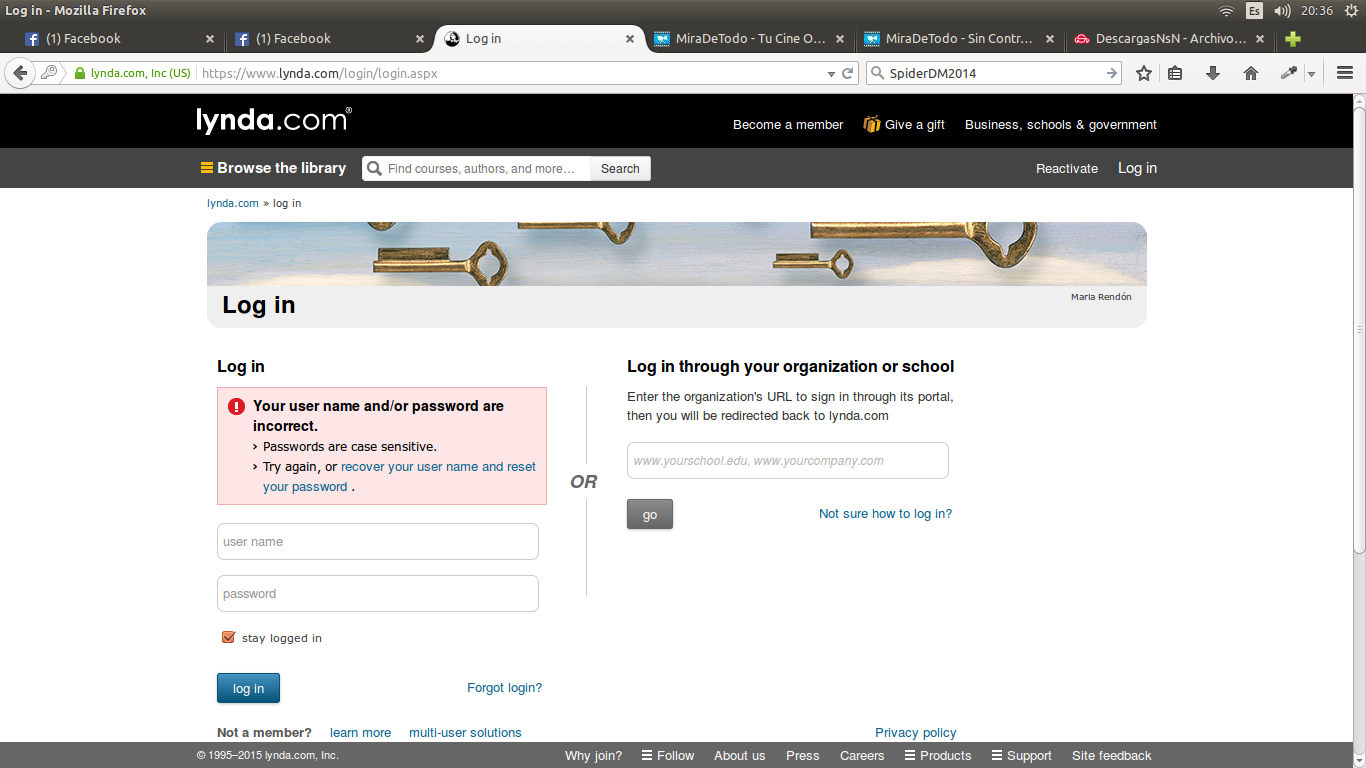 Log in - Mozilla Firefox
Es
20:36
(1) Facebook
(1) Facebook
Log in
MiraDeTodo - Tu Cine O...
MiraDeTodo - Sin Contr...
DescargasNsN - Archivo...
lynda.com, Inc (US)
https://www.lynda.com/login/login.aspx
SpiderDM2014
lynda.com®
Become a member
Give a gift
Business, schools & government
Browse the library
Find courses, authors, and more…
Search
Reactivate
Log in
lynda.com » log in
Log in
Maria Rendón
Log in
Your user name and/or password are
incorrect.
› Passwords are case sensitive.
› Try again, or recover your user name and reset
your password .
user name
password
stay logged in
log in
Forgot login?
OR
Log in through your organization or school
Enter the organization's URL to sign in through its portal,
then you will be redirected back to lynda.com
www.yourschool.edu, www.yourcompany.com
go
Not sure how to log in?
Not a member?
learn more
multi-user solutions
Privacy policy
© 1995–2015 lynda.com, Inc.
Why join?
Follow
About us
Press
Careers
Products
Support
Site feedback